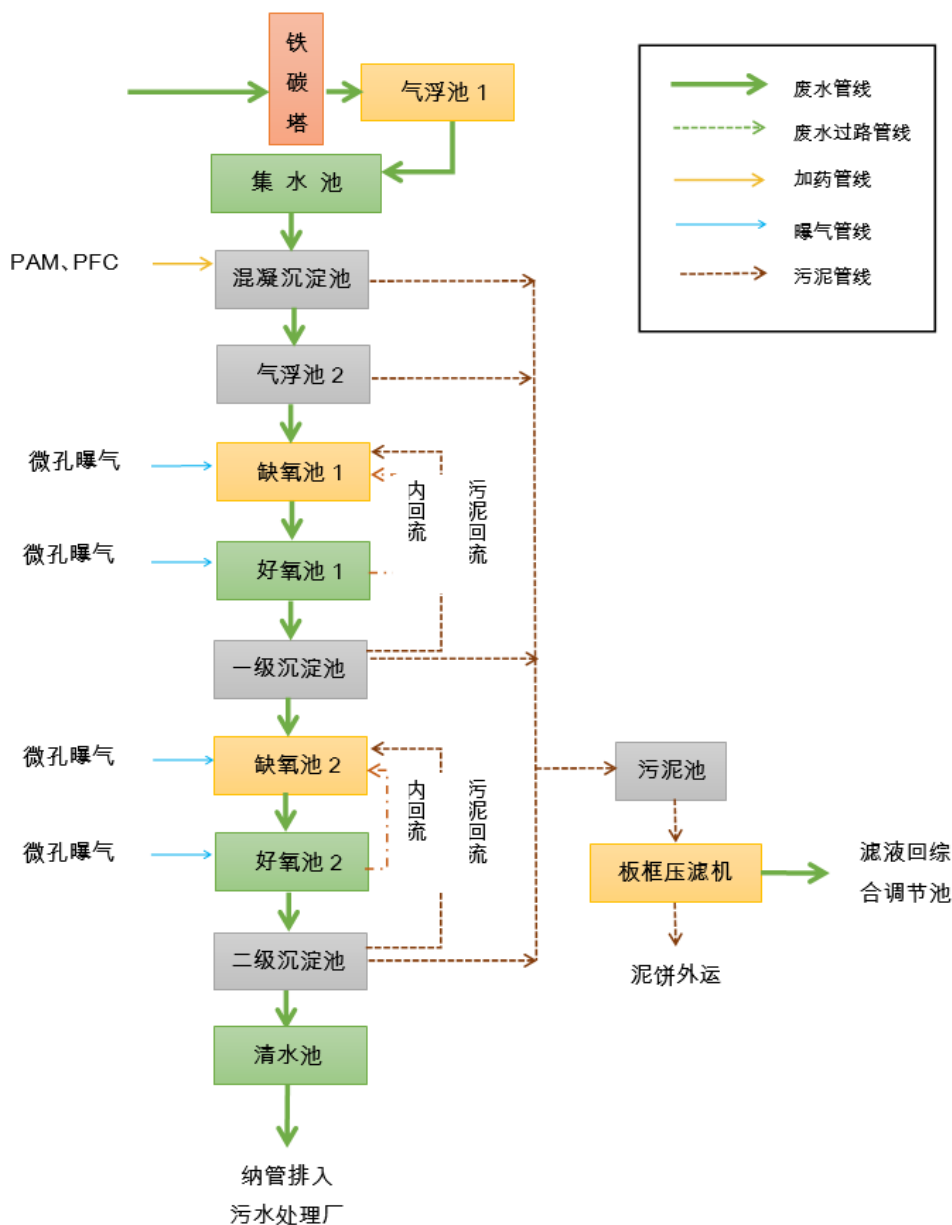 铁
碳
塔
气浮池 1
集 水 池
PAM、PFC
混凝沉淀池
气浮池 2
微孔曝气
缺氧池 1
内回流
污泥回流
微孔曝气
好氧池 1
一级沉淀池
微孔曝气
缺氧池 2
内回流
污泥回流
微孔曝气
好氧池 2
二级沉淀池
清水池
纳管排入
污水处理厂
污泥池
板框压滤机
滤液回综
合调节池
泥饼外运
废水管线
废水过路管线
加药管线
曝气管线
污泥管线